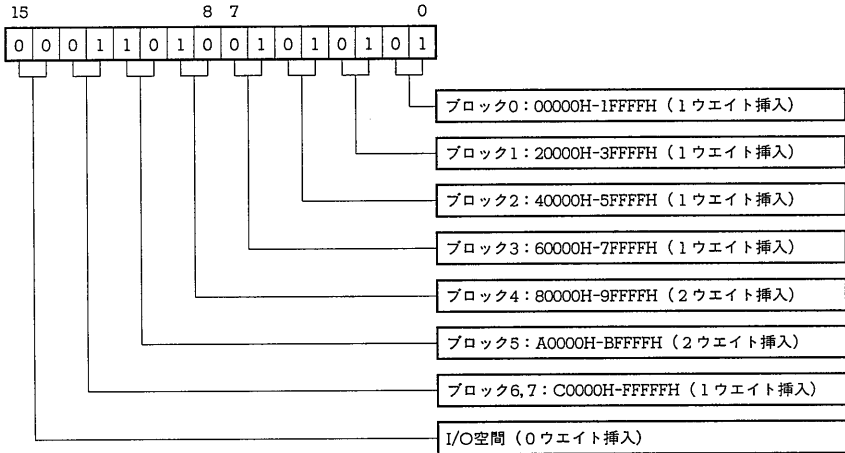 15 8 7 0
0 0 0 1 1 0 1 0 0 1 0 1 0 1 0 1
ブロック0：00000H-1FFFFH（1ウエイト挿入）
ブロック1：20000H-3FFFFH（1ウエイト挿入）
ブロック2：40000H-5FFFFH（1ウエイト挿入）
ブロック3：60000H-7FFFFH（1ウエイト挿入）
ブロック4：80000H-9FFFFH（2ウエイト挿入）
ブロック5：A0000H-BFFFFH（2ウエイト挿入）
ブロック6,7：C0000H-FFFFFH（1ウエイト挿入）
I/O空間（0ウエイト挿入）